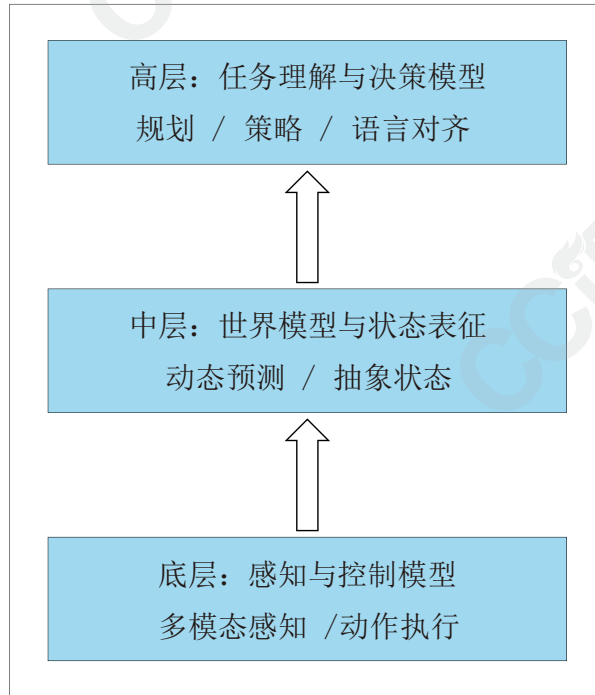 高层：任务理解与决策模型
规划 / 策略 / 语言对齐
中层：世界模型与状态表征
动态预测 / 抽象状态
底层：感知与控制模型
多模态感知 /动作执行